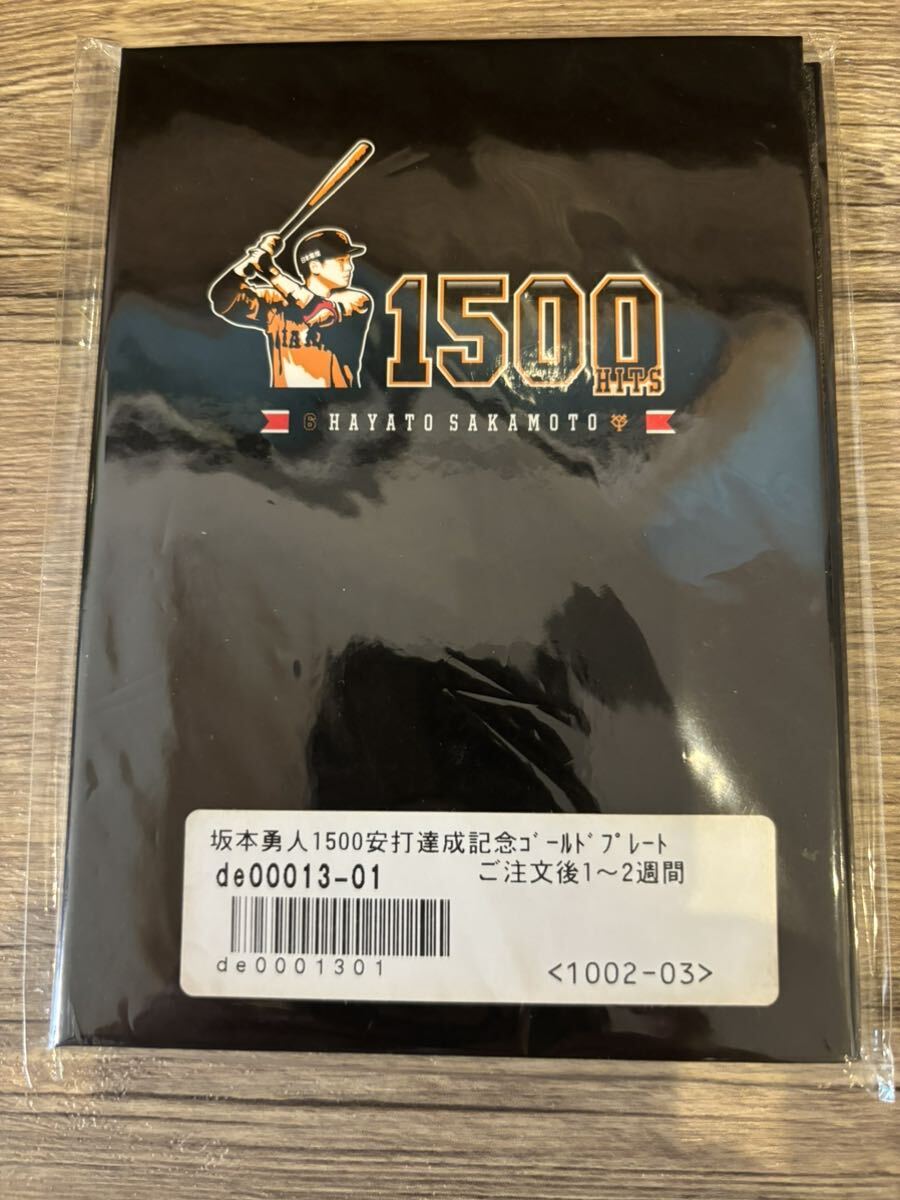 1500
HITS
6 HAYATO SAKAMOTO
坂本勇人1500安打達成記念ｺﾞｰﾙﾄﾞﾌﾟﾚｰﾄ
de00013-01 ご注文後1～2週間
de0001301 <1002-03>